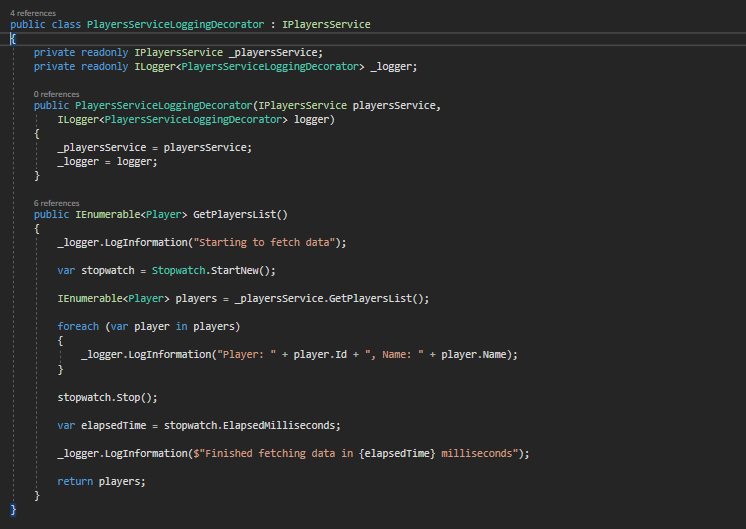 4 references
public class PlayersServiceLoggingDecorator : IPlayersService
{
private readonly IPlayersService _playersService;
private readonly ILogger<PlayersServiceLoggingDecorator> _logger;
0 references
public PlayersServiceLoggingDecorator(IPlayersService playersService,
ILogger<PlayersServiceLoggingDecorator> logger)
{
_playersService = playersService;
_logger = logger;
}
6 references
public IEnumerable<Player> GetPlayersList()
{
_logger.LogInformation("Starting to fetch data");
var stopwatch = Stopwatch.StartNew();
IEnumerable<Player> players = _playersService.GetPlayersList();
foreach (var player in players)
{
_logger.LogInformation("Player: " + player.Id + ", Name: " + player.Name);
}
stopwatch.Stop();
var elapsedTime = stopwatch.ElapsedMilliseconds;
_logger.LogInformation($"Finished fetching data in {elapsedTime} milliseconds");
return players;
}
}